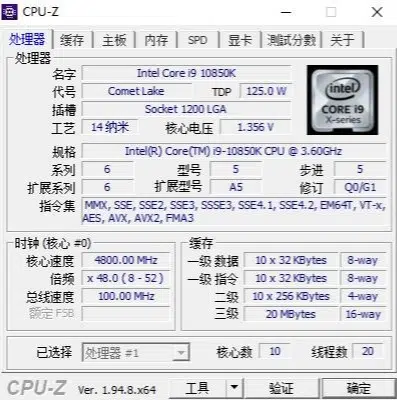 CPU-Z
处理器 缓存 主板 内存 SPD 显卡 測試分數 关于
处理器
名字 Intel Core i9 10850K
代号 Comet Lake TDP 125.0 W
插槽 Socket 1200 LGA
工艺 14 纳米 核心电压 1.356 V
intel
CORE i9
X-series
规格 Intel(R) Core(TM) i9-10850K CPU @ 3.60GHz
系列 6 型号 5 步进 5
扩展系列 6 扩展型号 A5 修订 Q0/G1
指令集 MMX, SSE, SSE2, SSE3, SSSE3, SSE4.1, SSE4.2, EM64T, VT-x,
AES, AVX, AVX2, FMA3
时钟 (核心 #0)
核心速度 4800.00 MHz
倍频 x 48.0 (8 - 52)
总线速度 100.00 MHz
额定 FSB
缓存
一级 数据 10 x 32 KBytes 8-way
一级 指令 10 x 32 KBytes 8-way
二级 10 x 256 KBytes 4-way
三级 20 MBytes 16-way
已选择 处理器 #1 核心数 10 线程数 20
CPU-Z Ver. 1.94.8.x64 工具 验证 确定